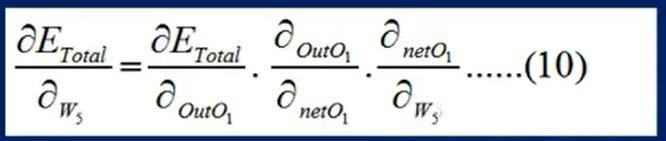 ∂E_Total/∂_W₅ = ∂E_Total/∂_OutO₁ . ∂_OutO₁/∂_netO₁ . ∂_netO₁/∂_W₅ ......(10)